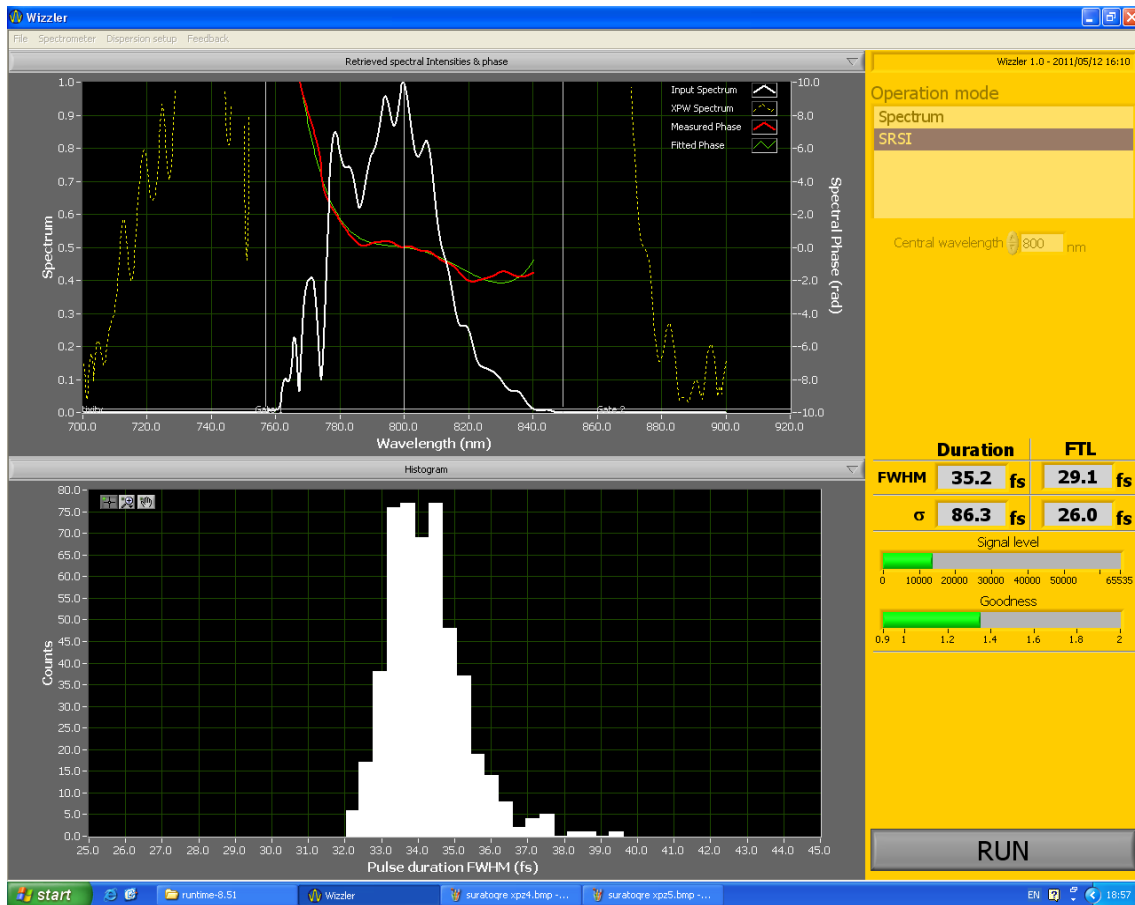 Wizzler
File Spectrometer Dispersion setup Feedback
Retrieved spectral Intensities & phase
Wizzler 1.0 - 2011/05/12 16:10
Operation mode
Spectrum
SRSI
Central wavelength 800 nm
Input Spectrum
XPW Spectrum
Measured Phase
Fitted Phase
1.0
0.9
0.8
0.7
0.6
0.5
0.4
0.3
0.2
0.1
0.0
Spectrum
-10.0
-8.0
-6.0
-4.0
-2.0
-0.0
-2.0
-4.0
-6.0
-8.0
-10.0
Spectral Phase (rad)
Gate 2
700.0 720.0 740.0 760.0 780.0 800.0 820.0 840.0 860.0 880.0 900.0 920.0
Wavelength (nm)
Duration FTL
FWHM 35.2 fs 29.1 fs
σ 86.3 fs 26.0 fs
Signal level
0 10000 20000 30000 40000 50000 65535
Goodness
0.9 1 1.2 1.4 1.6 1.8 2
Histogram
80.0
75.0
70.0
65.0
60.0
55.0
50.0
45.0
40.0
35.0
30.0
25.0
20.0
15.0
10.0
5.0
0.0
Counts
25.0 26.0 27.0 28.0 29.0 30.0 31.0 32.0 33.0 34.0 35.0 36.0 37.0 38.0 39.0 40.0 41.0 42.0 43.0 44.0 45.0
Pulse duration FWHM (fs)
RUN
start runtime-8.51 Wizzler suratoqre xpz4.bmp -... suratoqre xpz5.bmp -... EN 18:57